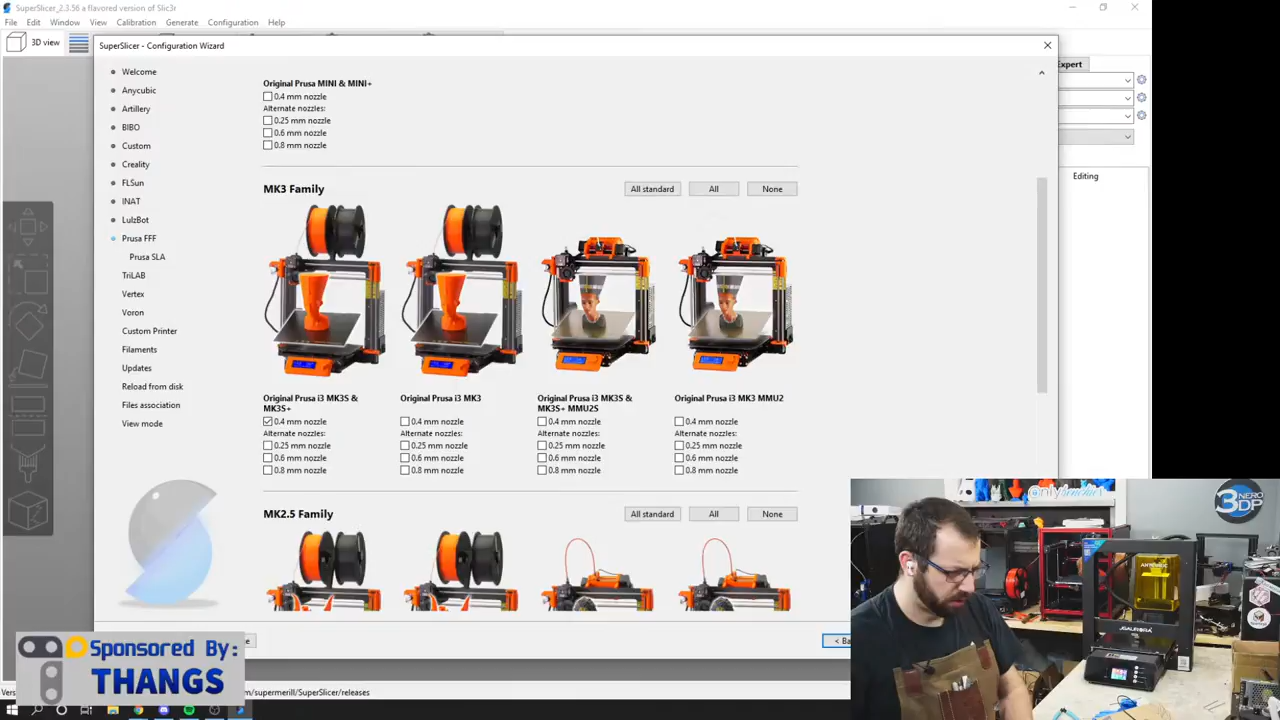 SuperSlicer_2.3.56 a flavored version of Slic3r
File Edit Window View Calibration Generate Configuration Help
3D view
SuperSlicer - Configuration Wizard
Expert
Editing
Welcome
Anycubic
Artillery
BIBO
Custom
Creality
FLSun
INAT
LulzBot
Prusa FFF
Prusa SLA
TriLAB
Vertex
Voron
Custom Printer
Filaments
Updates
Reload from disk
Files association
View mode
Original Prusa MINI & MINI+
0.4 mm nozzle
Alternate nozzles:
0.25 mm nozzle
0.6 mm nozzle
0.8 mm nozzle
MK3 Family All standard All None
Original Prusa i3 MK3S &
MK3S+
0.4 mm nozzle
Alternate nozzles:
0.25 mm nozzle
0.6 mm nozzle
0.8 mm nozzle
Original Prusa i3 MK3
0.4 mm nozzle
Alternate nozzles:
0.25 mm nozzle
0.6 mm nozzle
0.8 mm nozzle
Original Prusa i3 MK3S &
MK3S+ MMU2S
0.4 mm nozzle
Alternate nozzles:
0.25 mm nozzle
0.6 mm nozzle
0.8 mm nozzle
Original Prusa i3 MK3 MMU2
0.4 mm nozzle
Alternate nozzles:
0.25 mm nozzle
0.6 mm nozzle
0.8 mm nozzle
MK2.5 Family All standard All None
< Ba
Sponsored By:
THANGS
m/supermerill/SuperSlicer/releases
3DP
NERO
JGAURORA